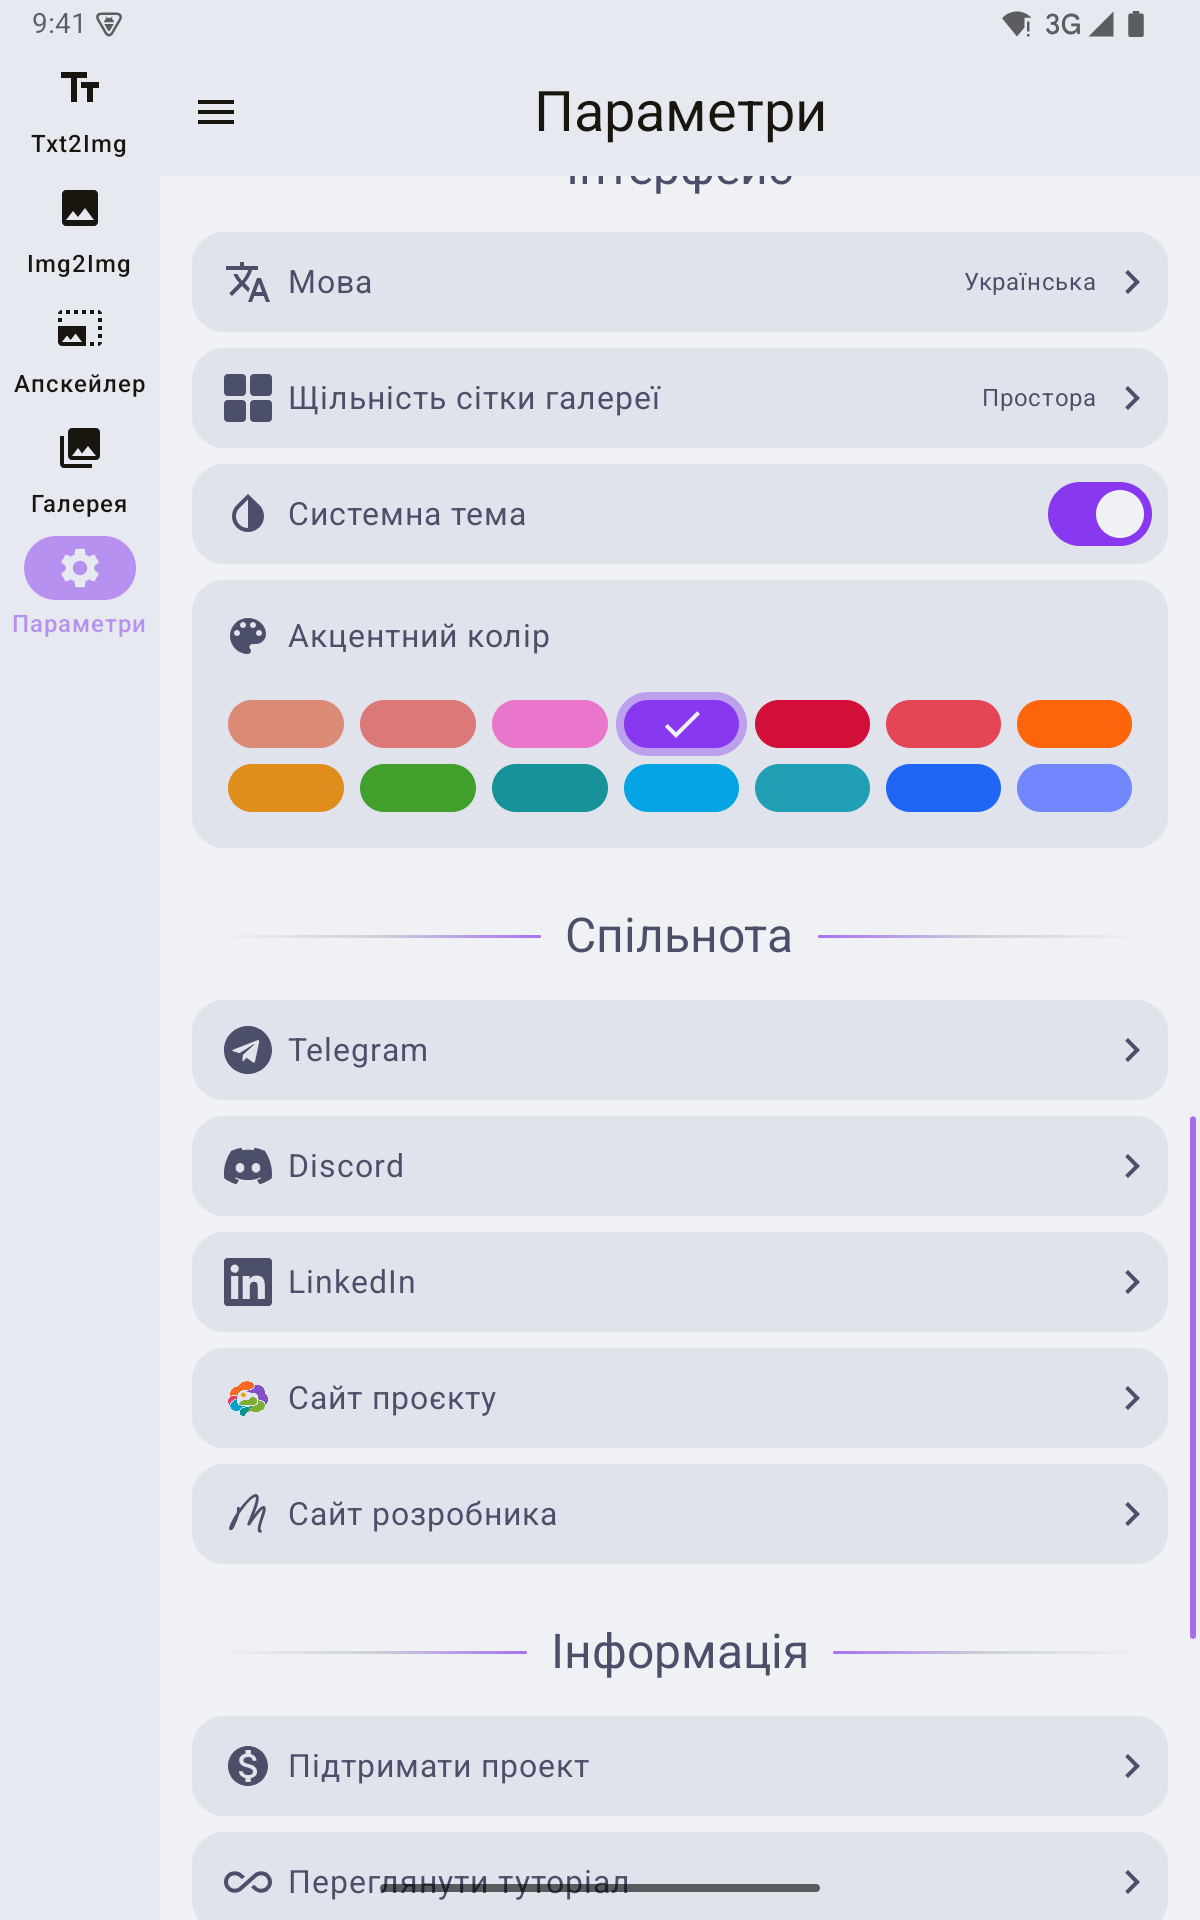 9:41
3G
Txt2Img
Img2Img
Апскейлер
Галерея
Параметри
Параметри
Інтерфейс
Мова
Українська
Щільність сітки галереї
Простора
Системна тема
Акцентний колір
Спільнота
Telegram
Discord
LinkedIn
Сайт проєкту
Сайт розробника
Інформація
Підтримати проект
Переглянути туторіал